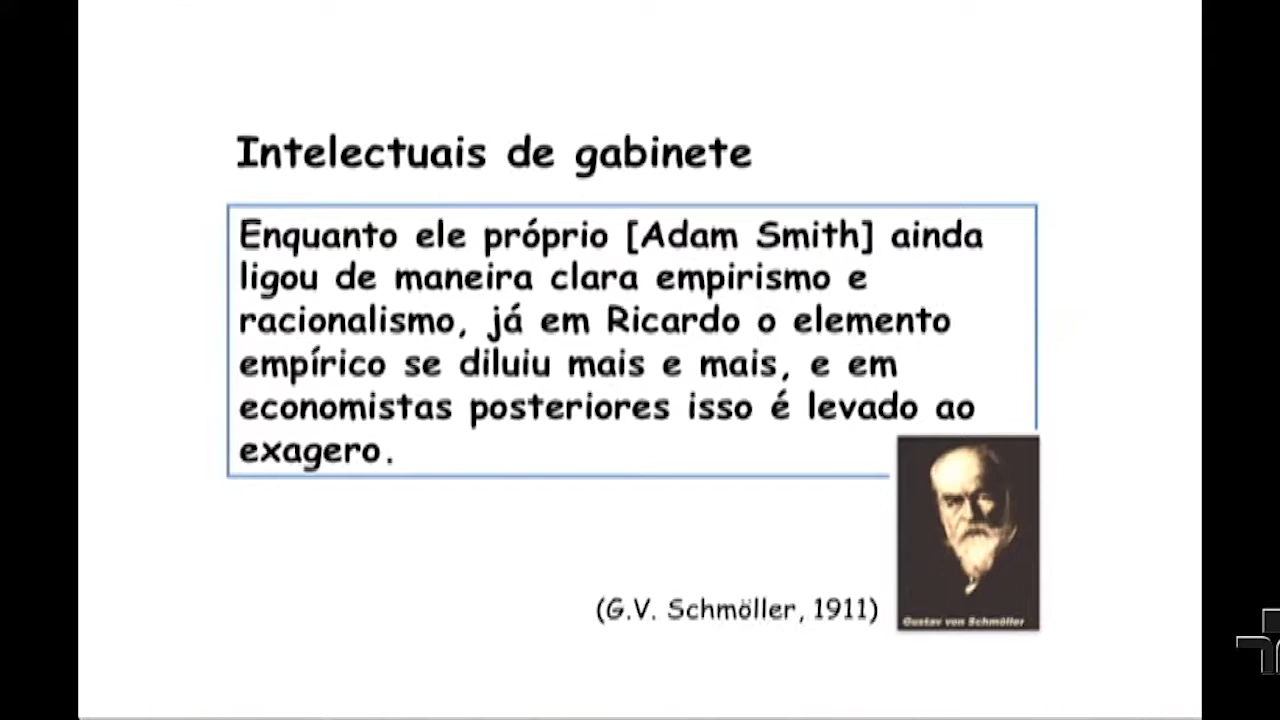 Intelectuais de gabinete
Enquanto ele próprio [Adam Smith] ainda
ligou de maneira clara empirismo e
racionalismo, já em Ricardo o elemento
empírico se diluiu mais e mais, e em
economistas posteriores isso é levado ao
exagero.
(G.V. Schmöller, 1911)
Gustav von Schmöller